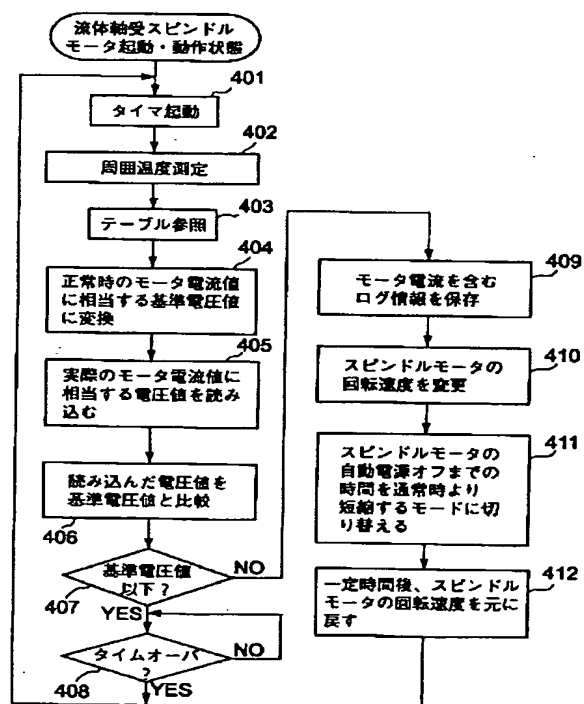 流体軸受スピンドル
モータ起動・動作状態
401
タイマ起動
402
周囲温度測定
403
テーブル参照
404
正常時のモータ電流値
に相当する基準電圧値
に変換
405
実際のモータ電流値に
相当する電圧値を読み
込む
読み込んだ電圧値を
基準電圧値と比較
406
基準電圧値
以下?
NO
407
YES
タイムオーバ
?
NO
408
YES
409
モータ電流を含む
ログ情報を保存
410
スピンドルモータの
回転速度を変更
411
スピンドルモータの
自動電源オフまでの
時間を通常時より
短縮するモードに切
り替える
412
一定時間後、スピンドル
モータの回転速度を元に
戻す